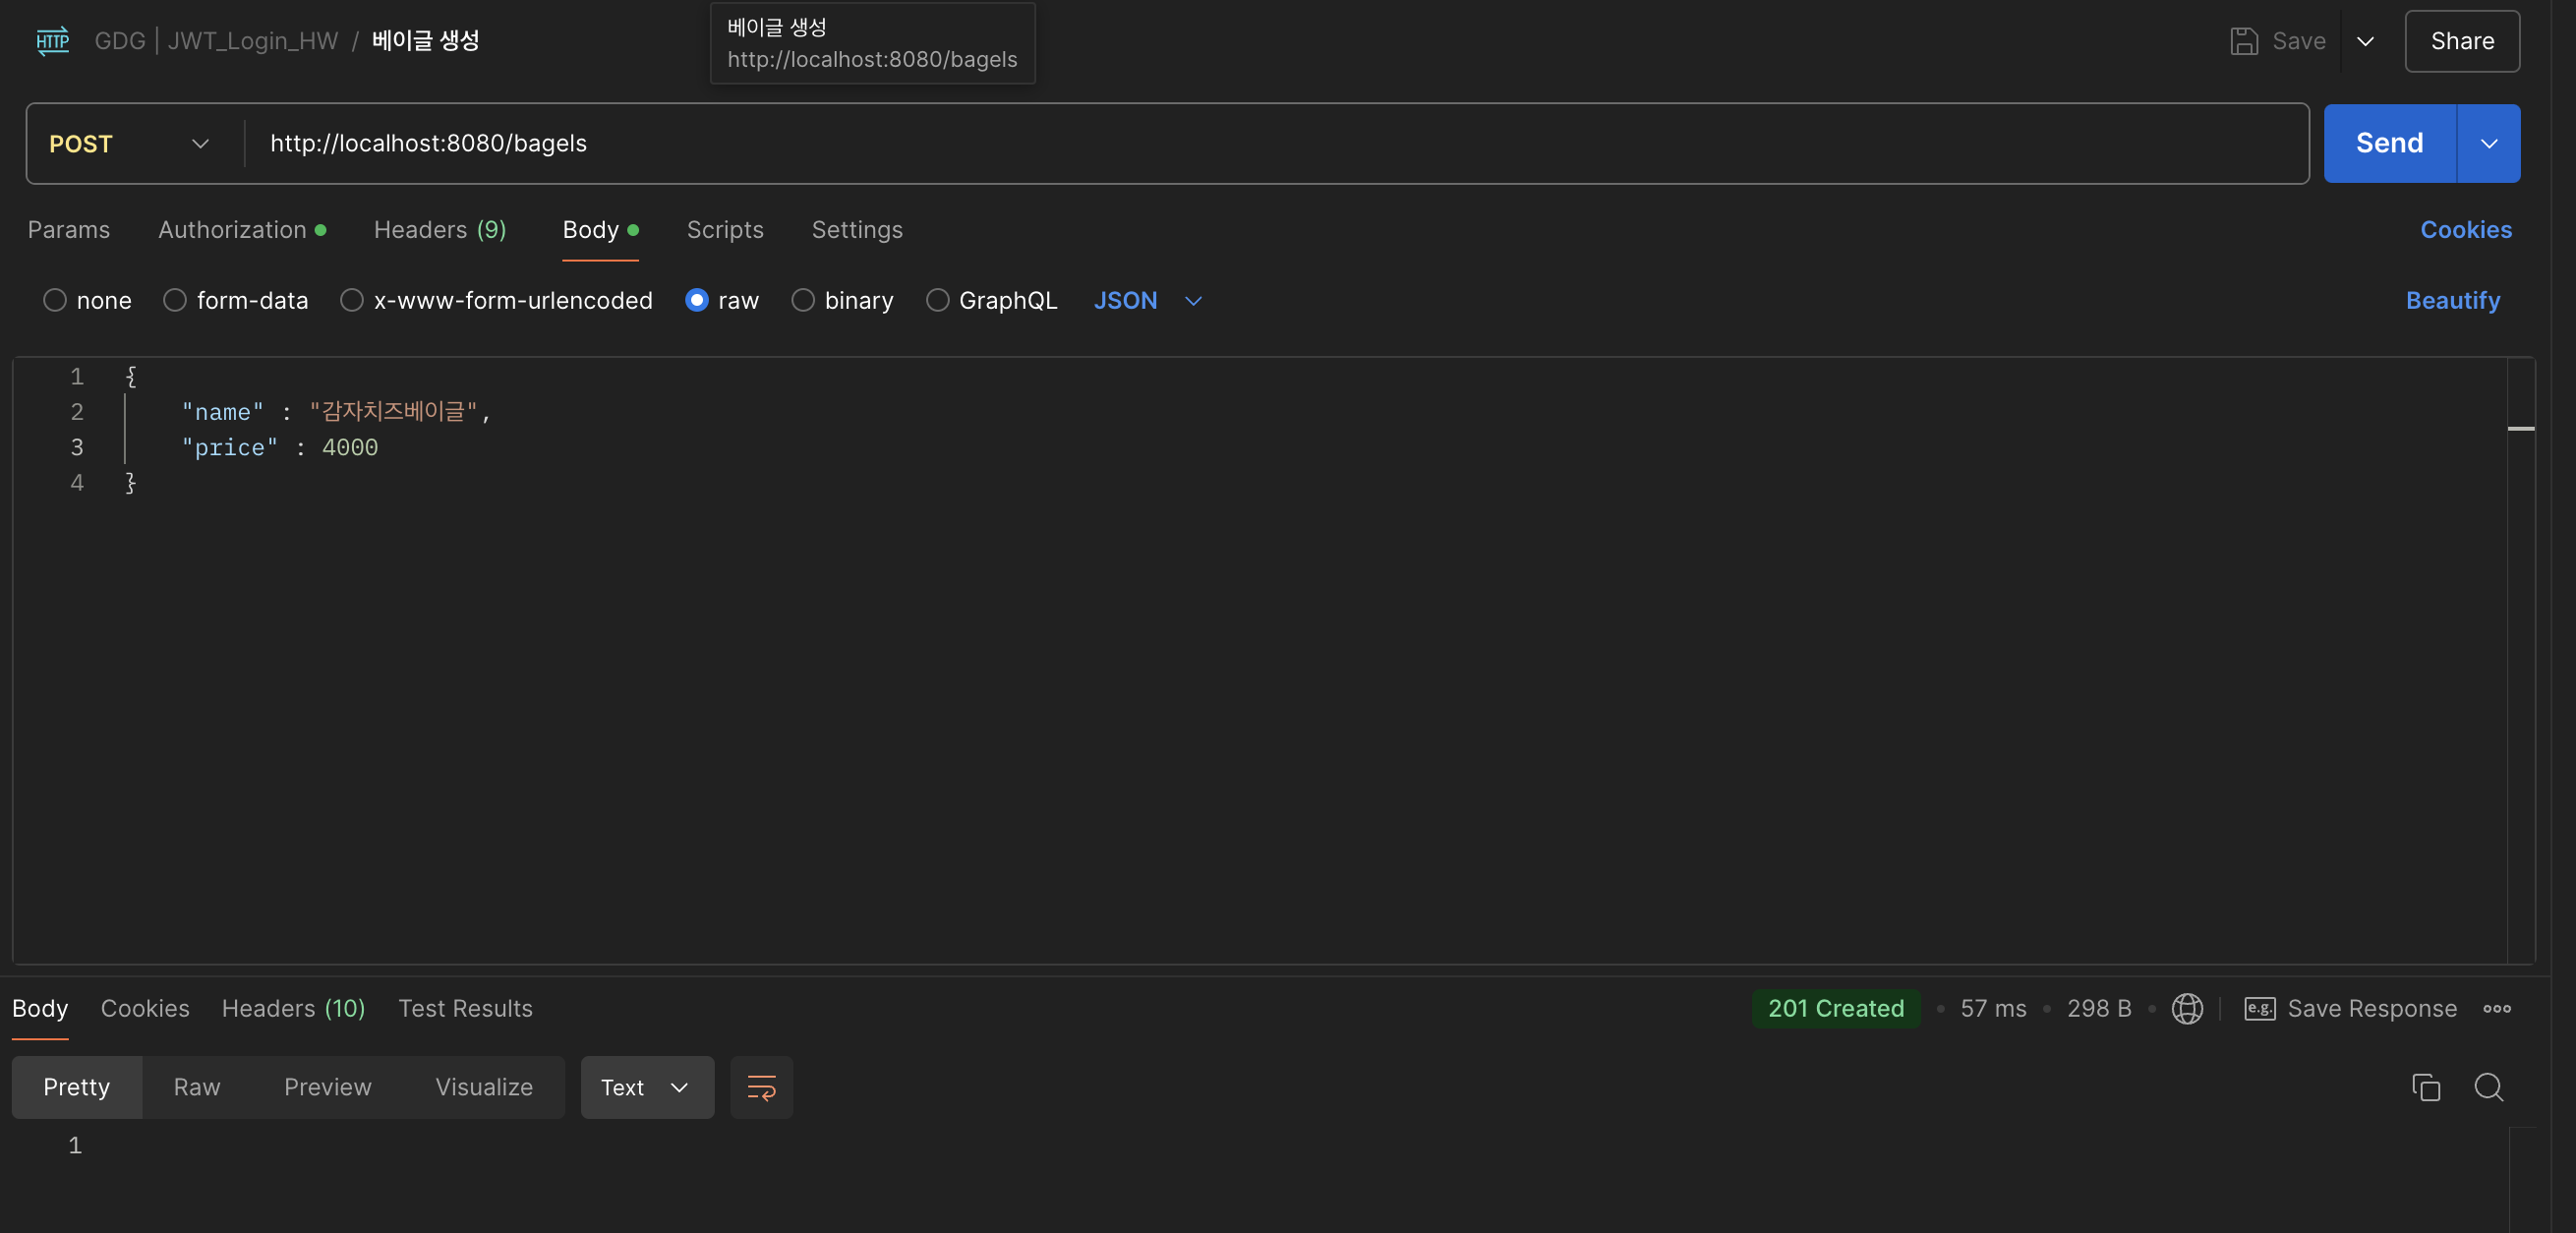 HTTP GDG | JWT_Login_HW / 베이글 생성
베이글 생성
http://localhost:8080/bagels
Save
Share
POST http://localhost:8080/bagels Send
Params Authorization Headers (9) Body Scripts Settings Cookies
none form-data x-www-form-urlencoded raw binary GraphQL JSON Beautify
1 {
2 "name" : "감자치즈베이글",
3 "price" : 4000
4 }
Body Cookies Headers (10) Test Results 201 Created • 57 ms • 298 B • e.g. Save Response
Pretty Raw Preview Visualize Text
1